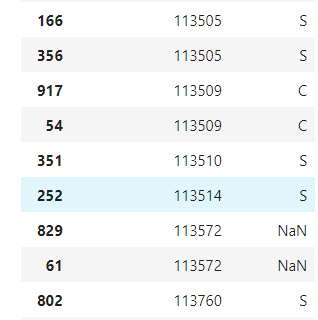 166 113505 S
356 113505 S
917 113509 C
54 113509 C
351 113510 S
252 113514 S
829 113572 NaN
61 113572 NaN
802 113760 S